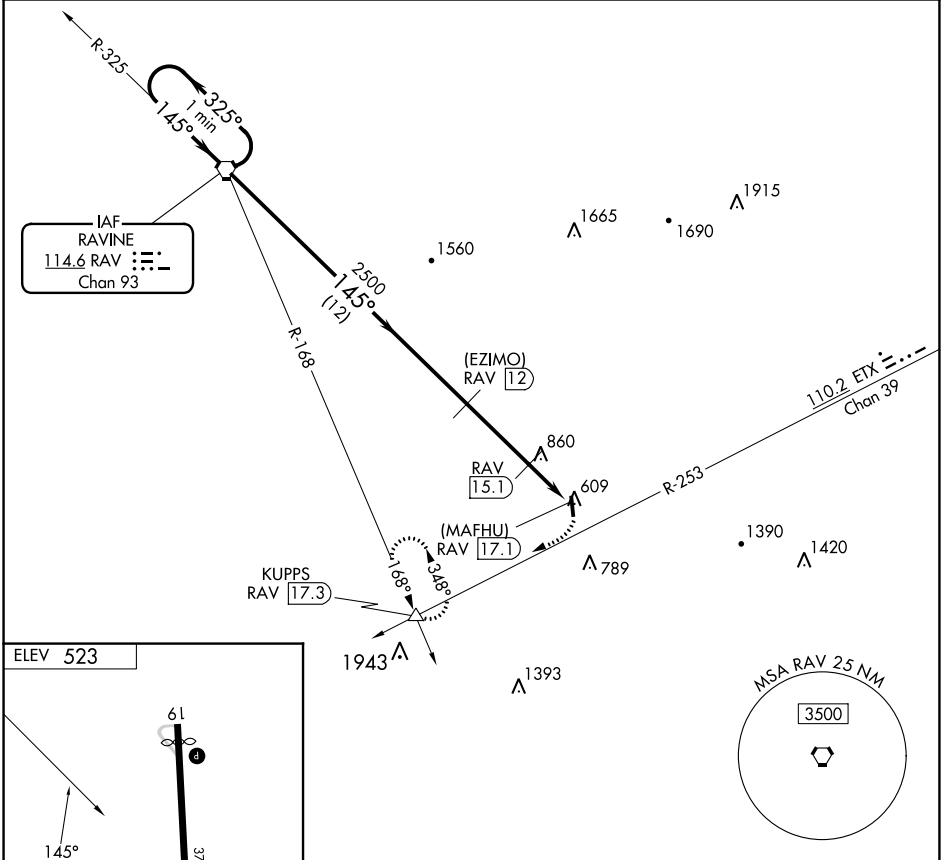 R-325
325°
1 min
145°
IAF
RAVINE
114.6 RAV
Chan 93
1915
1665
1690
1560
2500
145°
(12)
R-168
(EZIMO)
RAV 12
110.2 ETX
Chan 39
860
RAV
15.1
R-253
609
(MAFHU)
RAV 17.1
1390
1420
789
168°
348°
KUPPS
RAV 17.3
1943
1393
MSA RAV 25 NM
3500
ELEV 523
19
P
145°
37